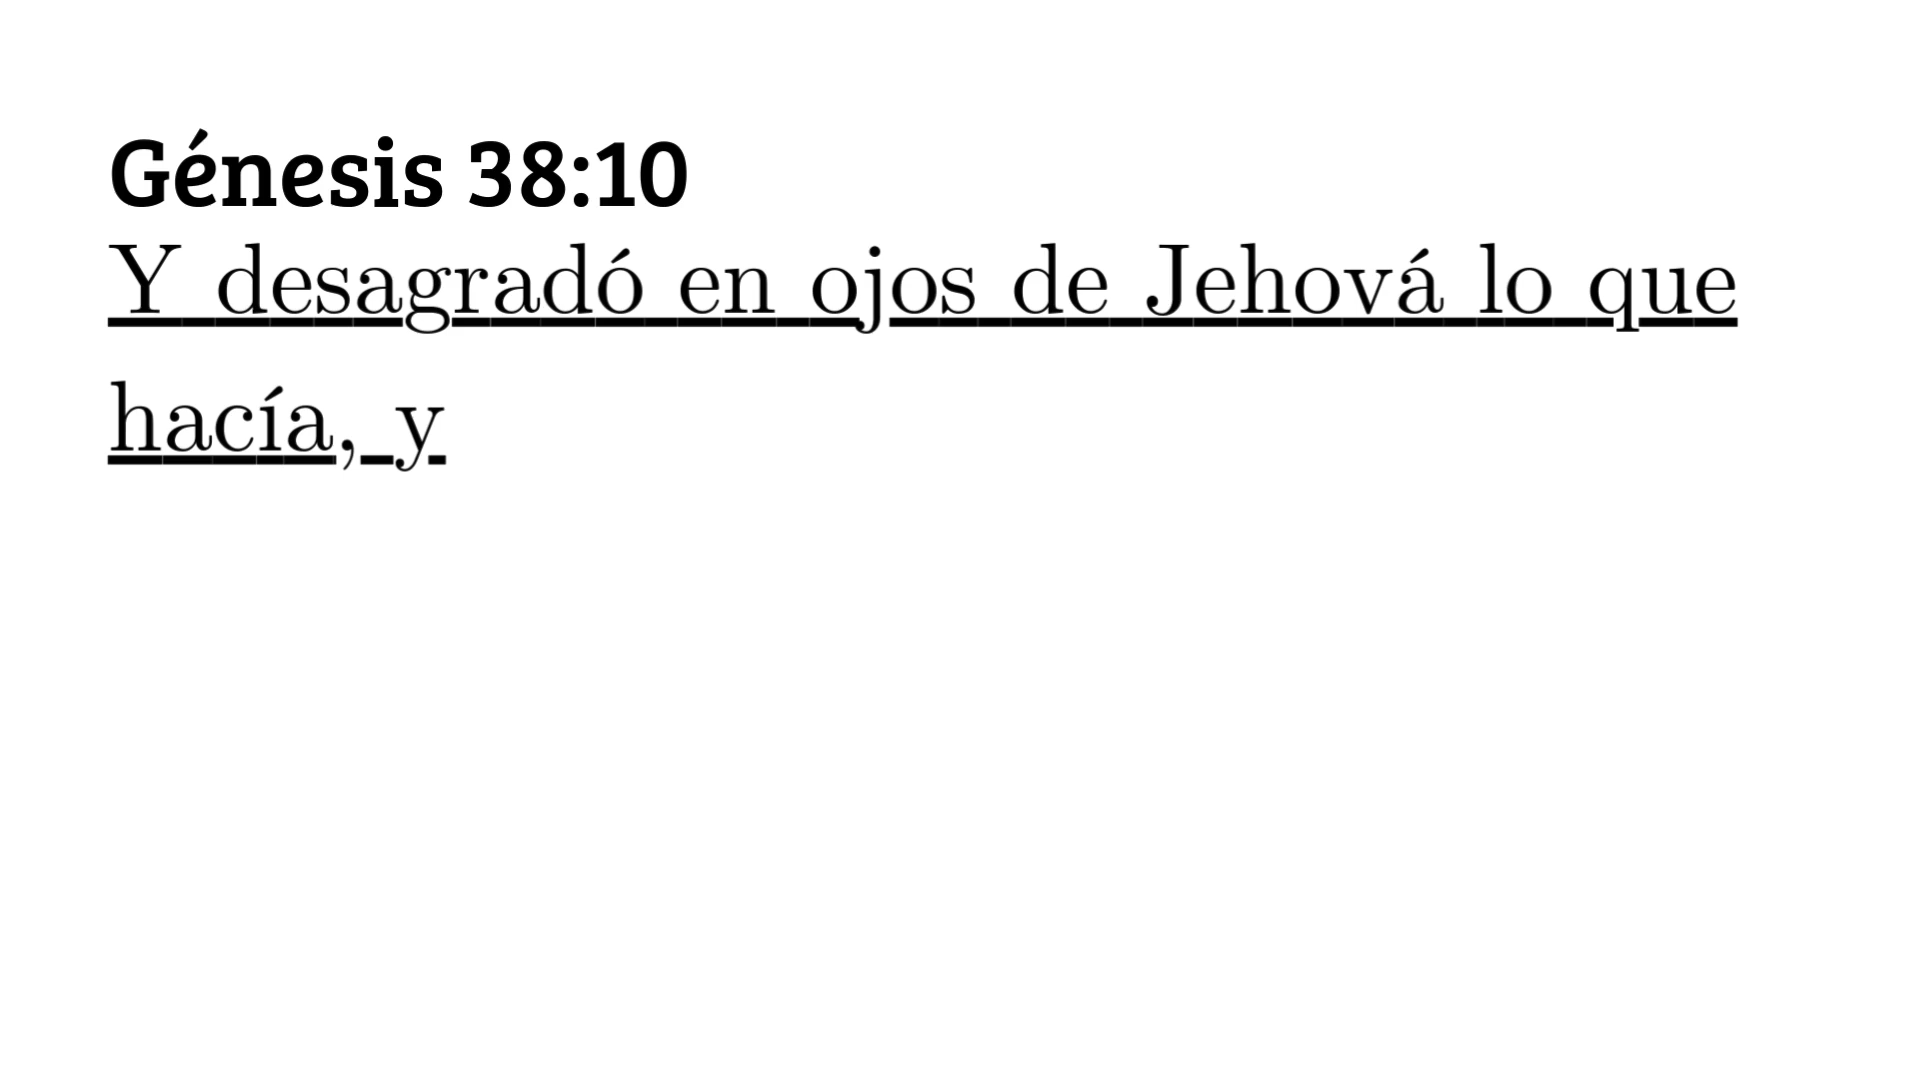 Génesis 38:10
Y desagradó en ojos de Jehová lo que
hacía, y